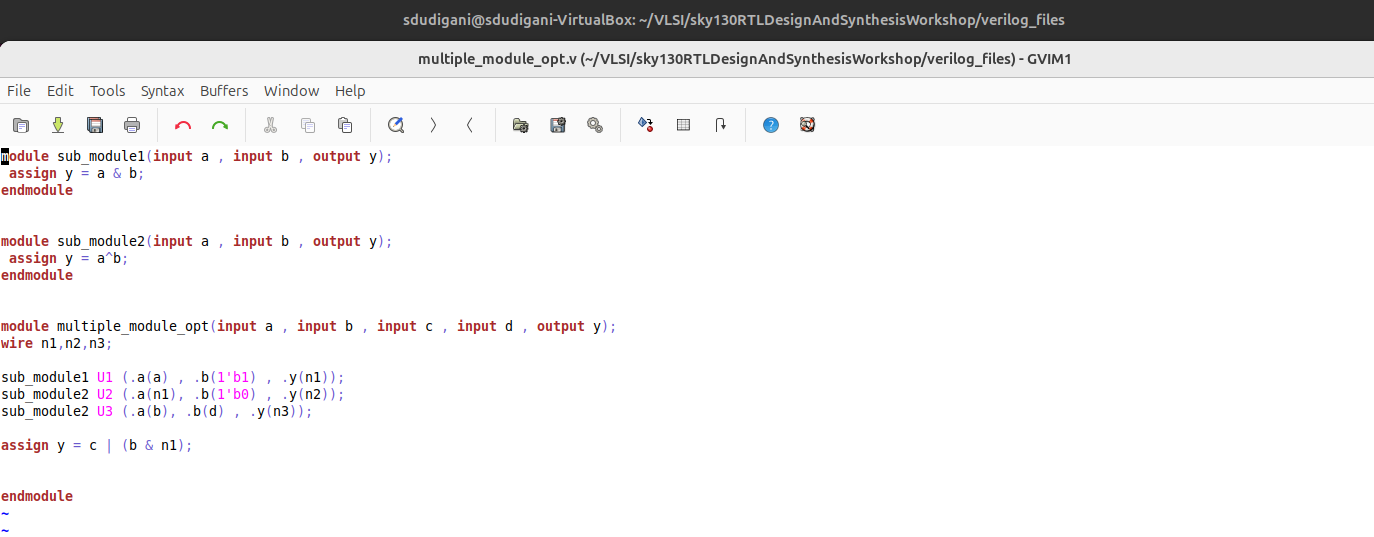 sdudigani@sdudigani-VirtualBox: ~/VLSI/sky130RTLDesignAndSynthesisWorkshop/verilog_files
multiple_module_opt.v (~/VLSI/sky130RTLDesignAndSynthesisWorkshop/verilog_files) - GVIM1
File Edit Tools Syntax Buffers Window Help
module sub_module1(input a , input b , output y);
 assign y = a & b;
endmodule
module sub_module2(input a , input b , output y);
 assign y = a^b;
endmodule
module multiple_module_opt(input a , input b , input c , input d , output y);
wire n1,n2,n3;
sub_module1 U1 (.a(a) , .b(1'b1) , .y(n1));
sub_module2 U2 (.a(n1), .b(1'b0) , .y(n2));
sub_module2 U3 (.a(b), .b(d) , .y(n3));
assign y = c | (b & n1);
endmodule
~
~